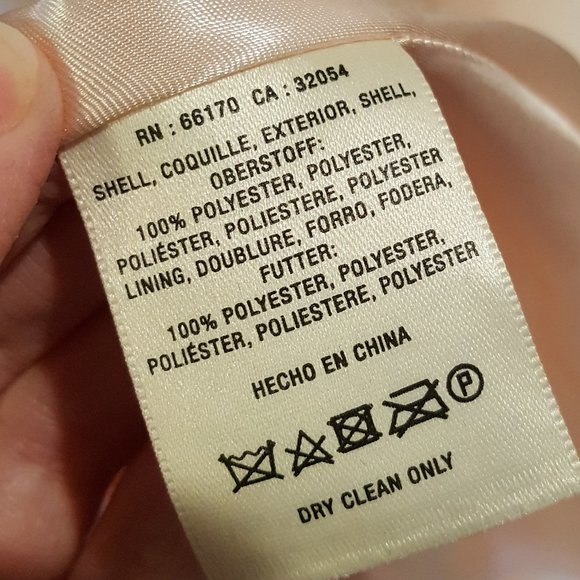 RN : 66170 CA : 32054
SHELL, COQUILLE, EXTERIOR, SHELL,
OBERSTOFF:
100% POLYESTER, POLYESTER,
POLIÉSTER, POLIESTERE, POLYESTER
LINING, DOUBLURE, FORRO, FODERA,
FUTTER:
100% POLYESTER, POLYESTER,
POLIÉSTER, POLIESTERE, POLYESTER
HECHO EN CHINA
P
DRY CLEAN ONLY